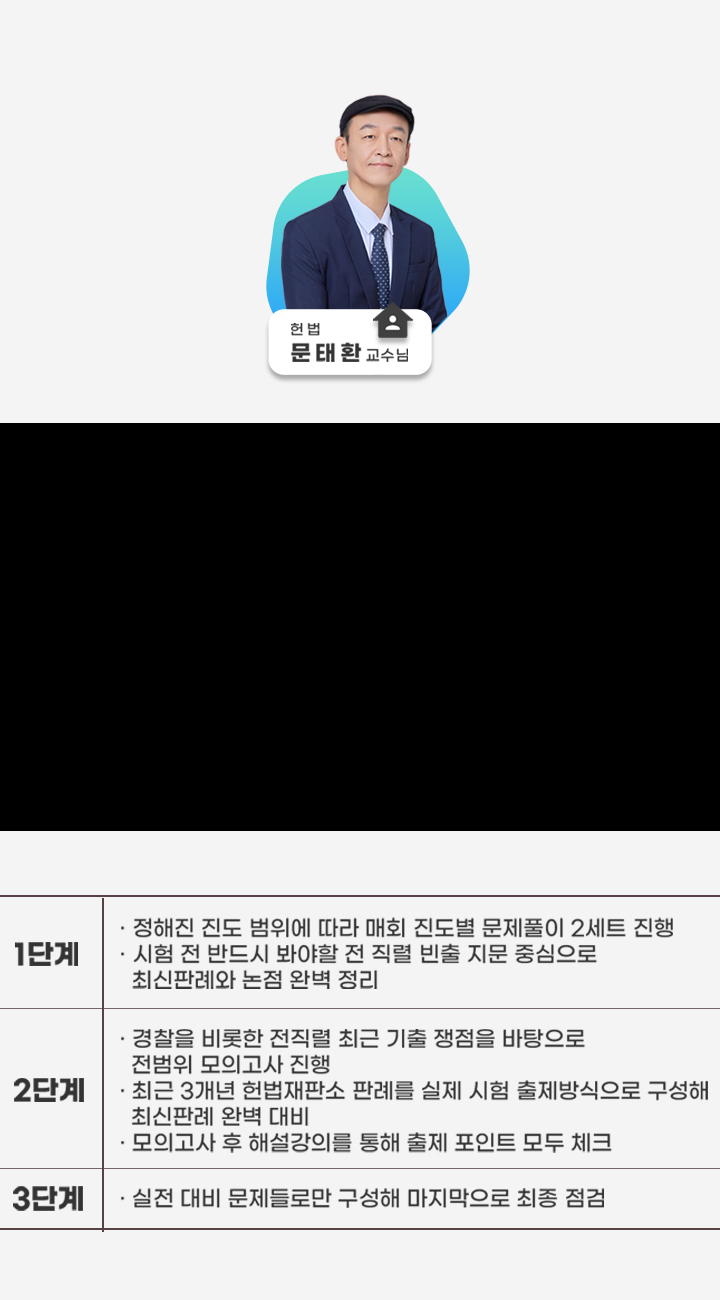 헌법
문태환 교수님
1단계
· 정해진 진도 범위에 따라 매회 진도별 문제풀이 2세트 진행
· 시험 전 반드시 봐야할 전 직렬 빈출 지문 중심으로
최신판례와 논점 완벽 정리
2단계
· 경찰을 비롯한 전직렬 최근 기출 쟁점을 바탕으로
전범위 모의고사 진행
· 최근 3개년 헌법재판소 판례를 실제 시험 출제방식으로 구성해
최신판례 완벽 대비
· 모의고사 후 해설강의를 통해 출제 포인트 모두 체크
3단계
· 실전 대비 문제들로만 구성해 마지막으로 최종 점검